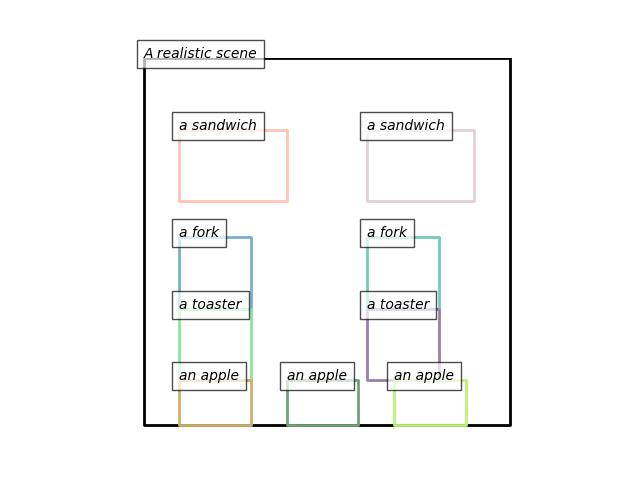 A realistic scene
a sandwich
a sandwich
a fork
a fork
a toaster
a toaster
an apple
an apple
an apple